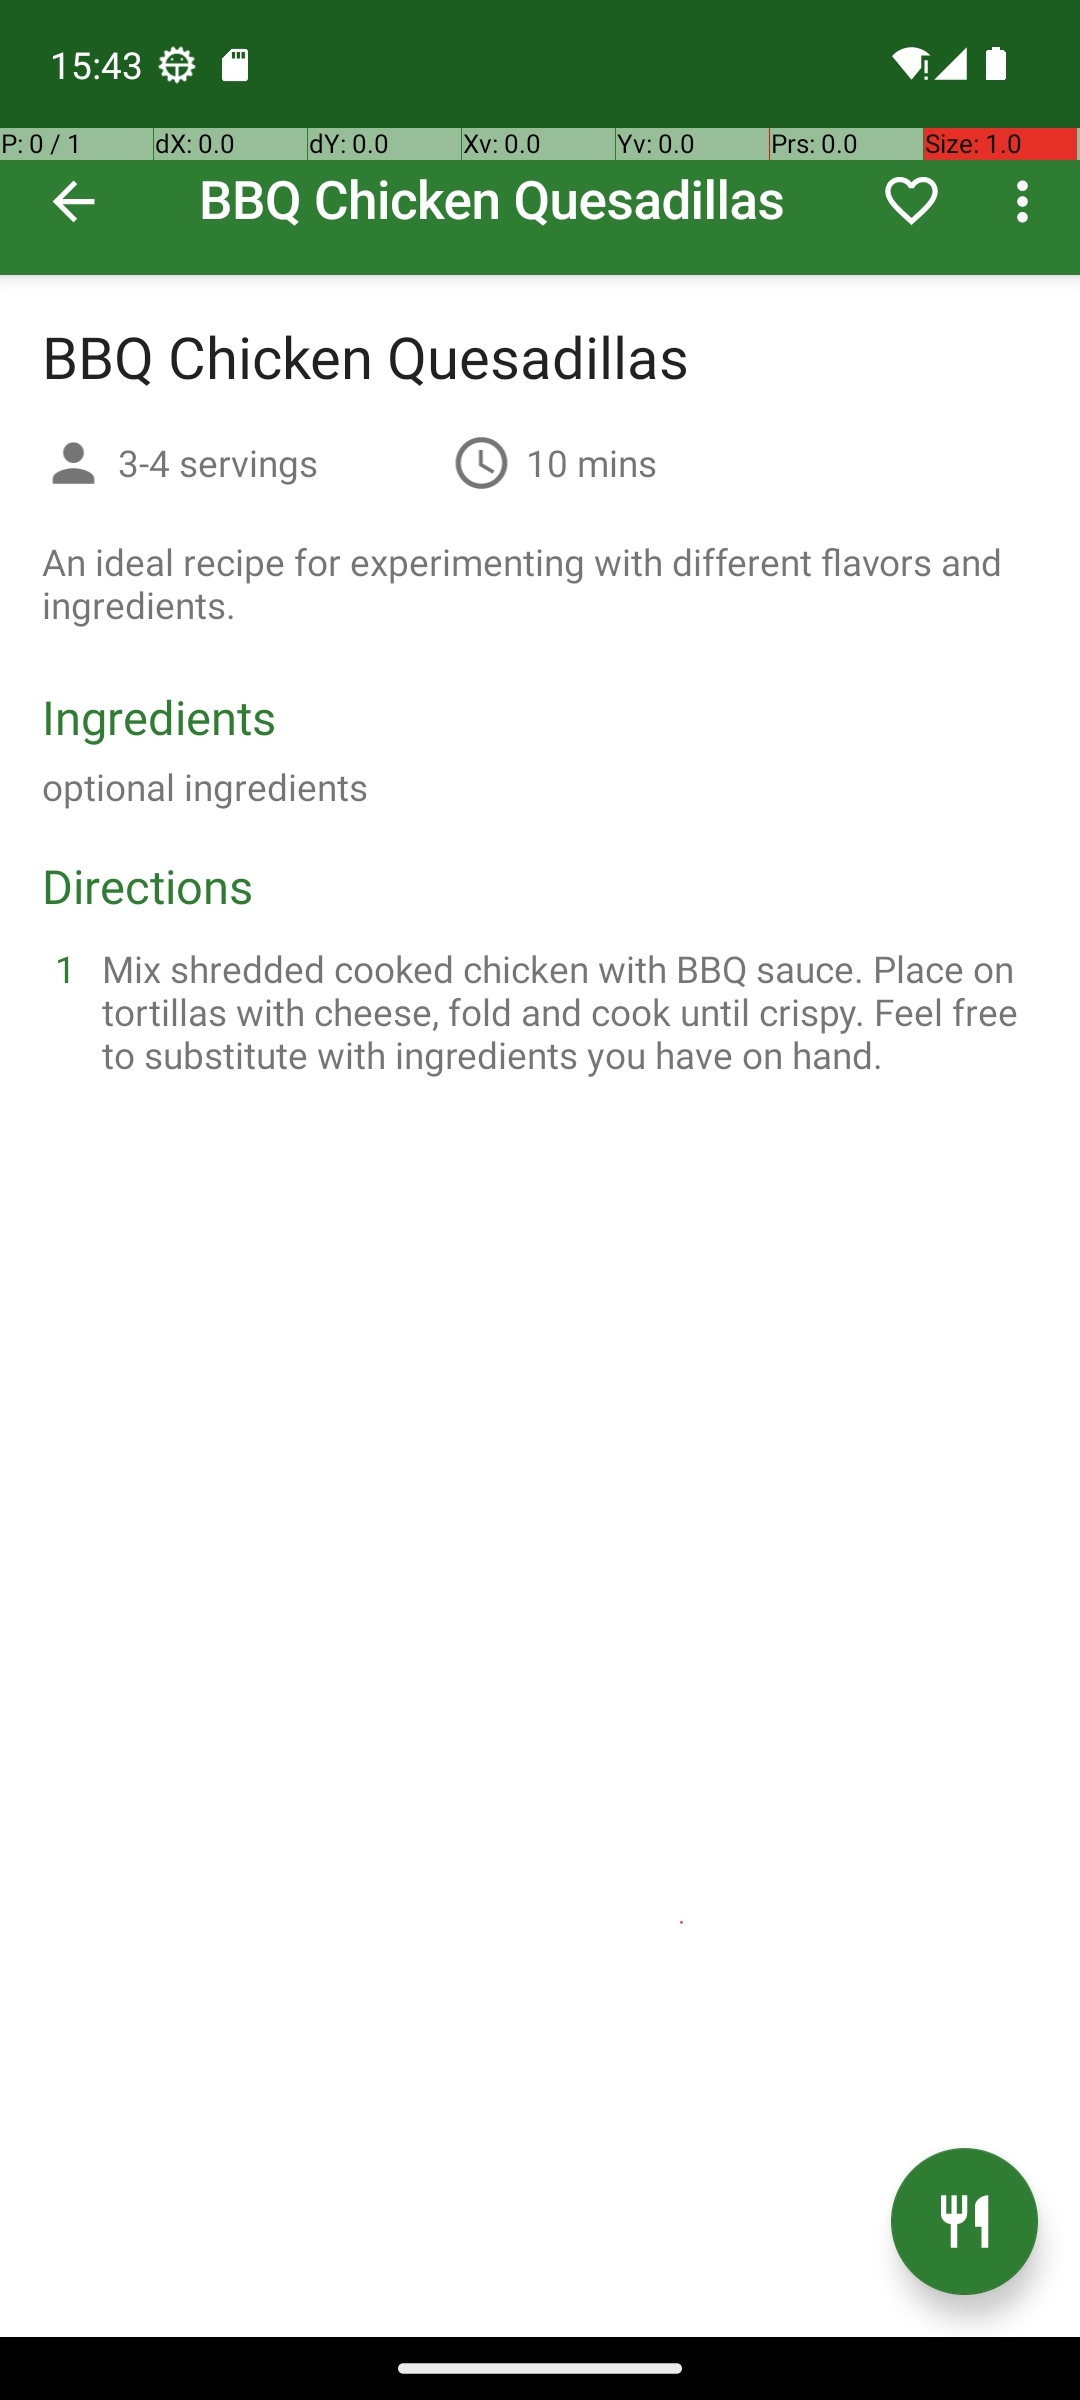 15:43
P: 0 / 1
dX: 0.0
dY: 0.0
Xv: 0.0
Yv: 0.0
Prs: 0.0
Size: 1.0
BBQ Chicken Quesadillas
BBQ Chicken Quesadillas
3-4 servings
10 mins
An ideal recipe for experimenting with different flavors and
ingredients.
Ingredients
optional ingredients
Directions
1 Mix shredded cooked chicken with BBQ sauce. Place on
tortillas with cheese, fold and cook until crispy. Feel free
to substitute with ingredients you have on hand.